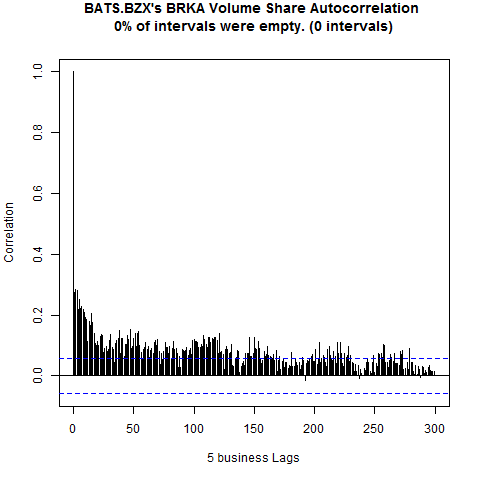 BATS.BZX's BRKA Volume Share Autocorrelation
0% of intervals were empty. (0 intervals)
Correlation
1.0
0.8
0.6
0.4
0.2
0.0
0 50 100 150 200 250 300
5 business Lags